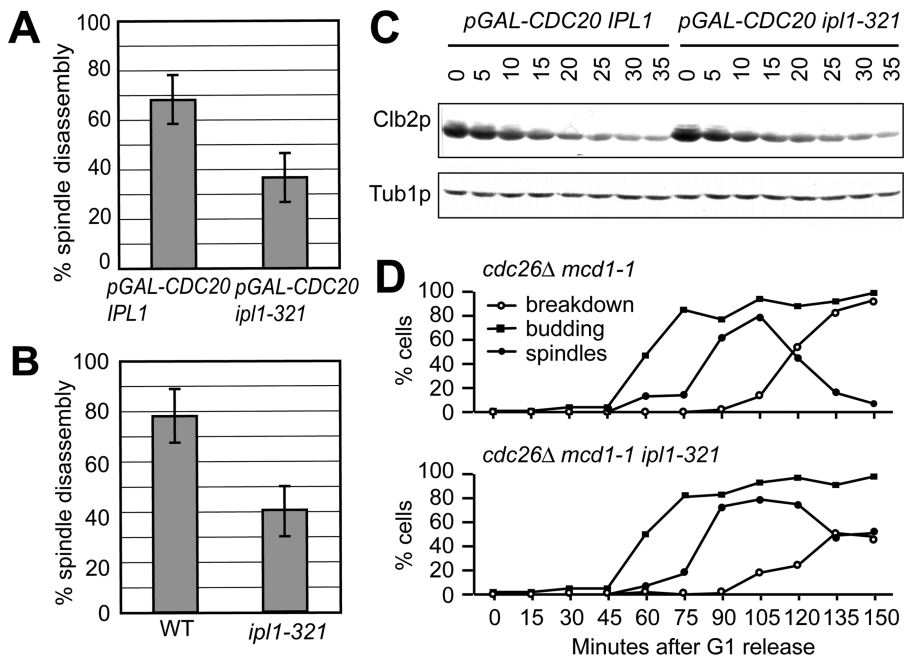 A
% spindle disassembly
100
80
60
40
20
0
pGAL-CDC20 IPL1
pGAL-CDC20 ipl1-321
B
% spindle disassembly
100
80
60
40
20
0
WT
ipl1-321
C
pGAL-CDC20 IPL1
pGAL-CDC20 ipl1-321
0 5 10 15 20 25 30 35 0 5 10 15 20 25 30 35
Clb2p
Tub1p
D
cdc26Δ mcd1-1
% cells
100
80
60
40
20
0
breakdown
budding
spindles
cdc26Δ mcd1-1 ipl1-321
% cells
100
80
60
40
20
0
0 15 30 45 60 75 90 105 120 135 150
Minutes after G1 release